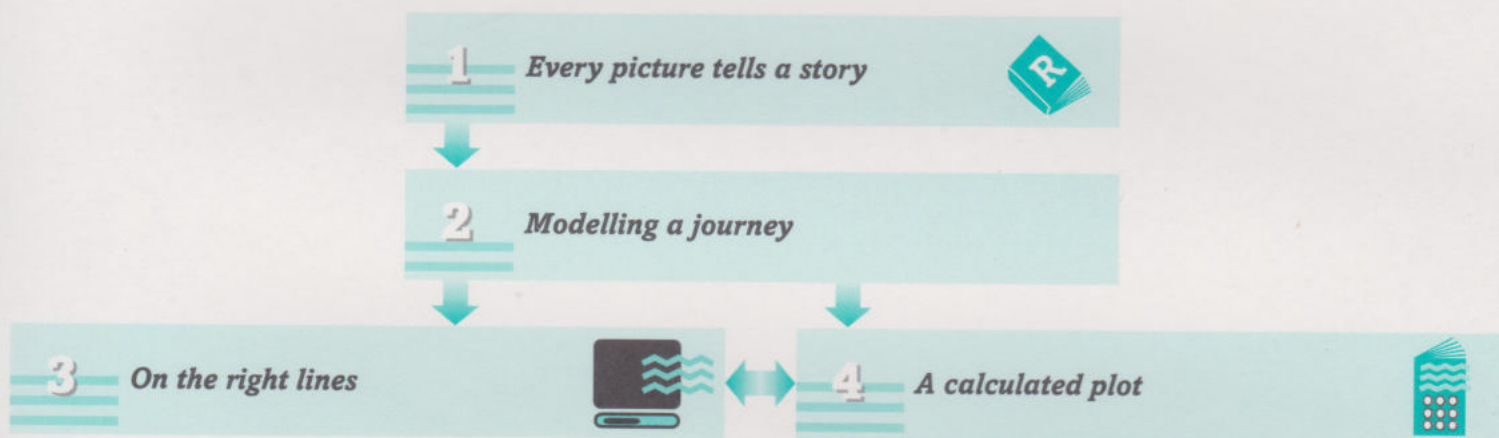 1 Every picture tells a story R
2 Modelling a journey
3 On the right lines
4 A calculated plot